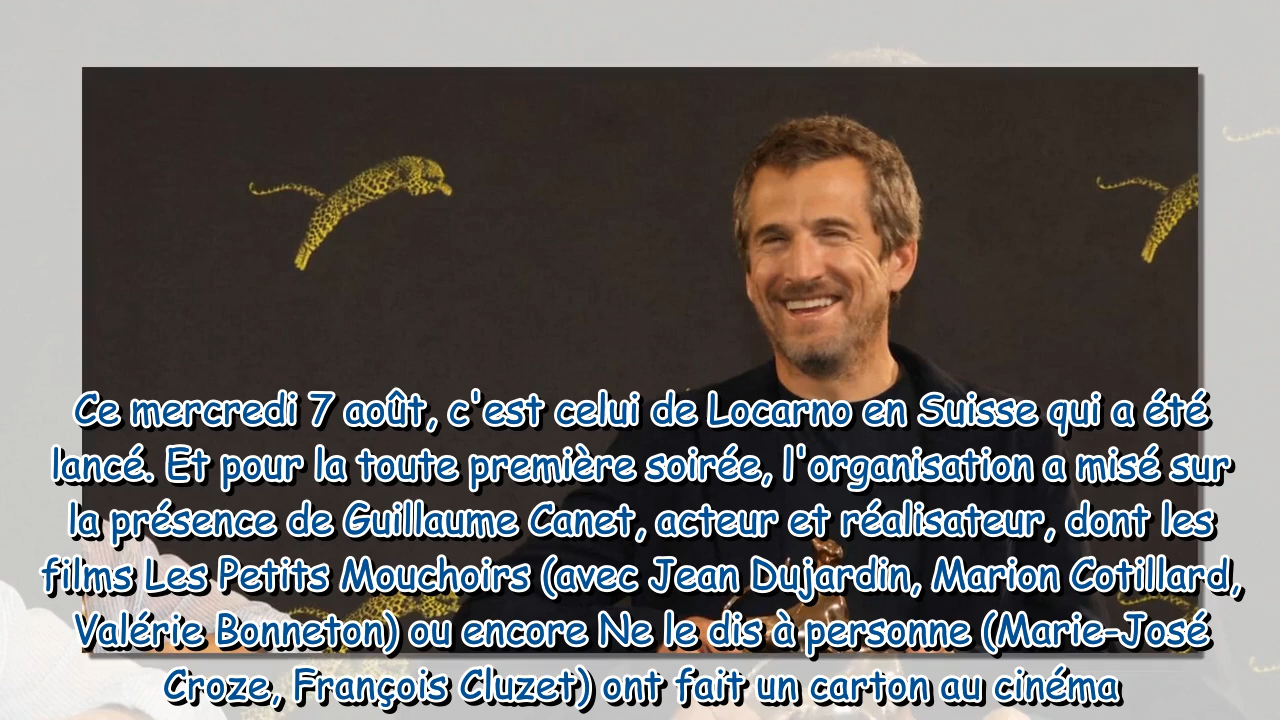 Ce mercredi 7 août, c'est celui de Locarno en Suisse qui a été
lancé. Et pour la toute première soirée, l'organisation a misé sur
la présence de Guillaume Canet, acteur et réalisateur, dont les
films Les Petits Mouchoirs (avec Jean Dujardin, Marion Cotillard,
Valérie Bonneton) ou encore Ne le dis à personne (Marie-José
Croze, François Cluzet) ont fait un carton au cinéma